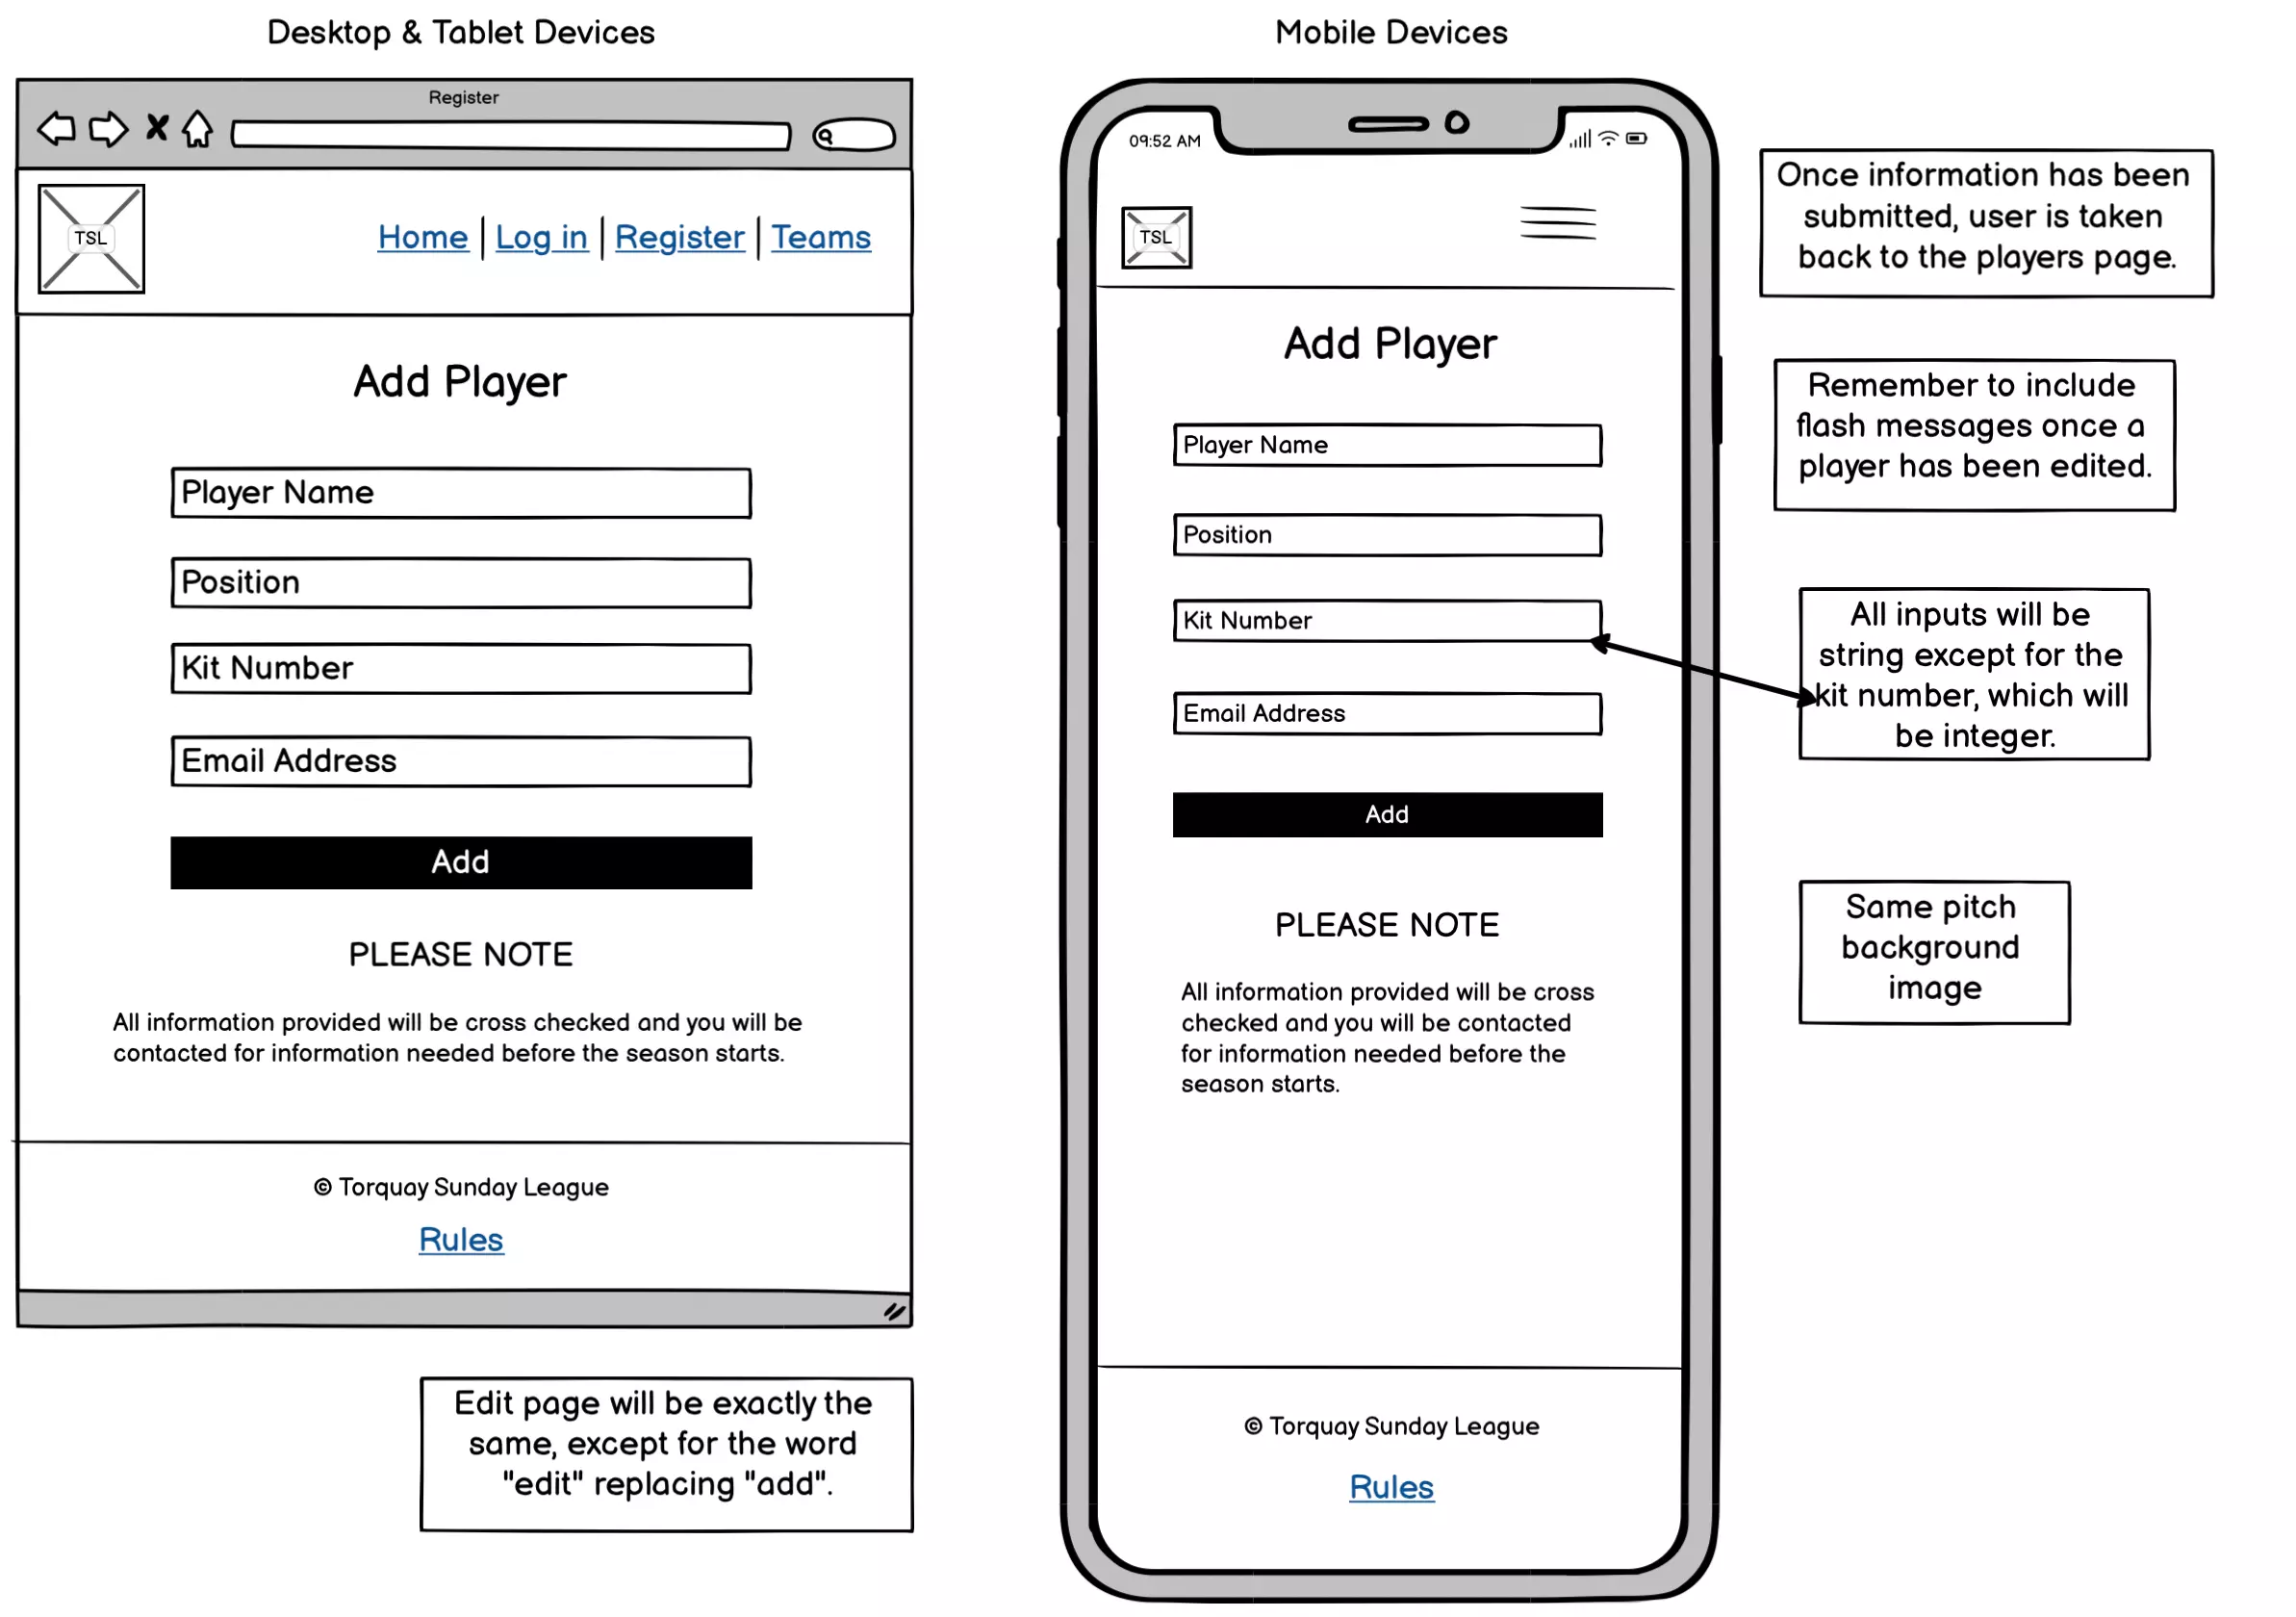 Desktop & Tablet Devices
Register
TSL
Home | Log in | Register | Teams
Add Player
Player Name
Position
Kit Number
Email Address
Add
PLEASE NOTE
All information provided will be cross checked and you will be
contacted for information needed before the season starts.
© Torquay Sunday League
Rules
Edit page will be exactly the
same, except for the word
"edit" replacing "add".
Mobile Devices
09:52 AM
TSL
Add Player
Player Name
Position
Kit Number
Email Address
Add
PLEASE NOTE
All information provided will be cross
checked and you will be contacted
for information needed before the
season starts.
© Torquay Sunday League
Rules
Once information has been
submitted, user is taken
back to the players page.
Remember to include
flash messages once a
player has been edited.
All inputs will be
string except for the
kit number, which will
be integer.
Same pitch
background
image